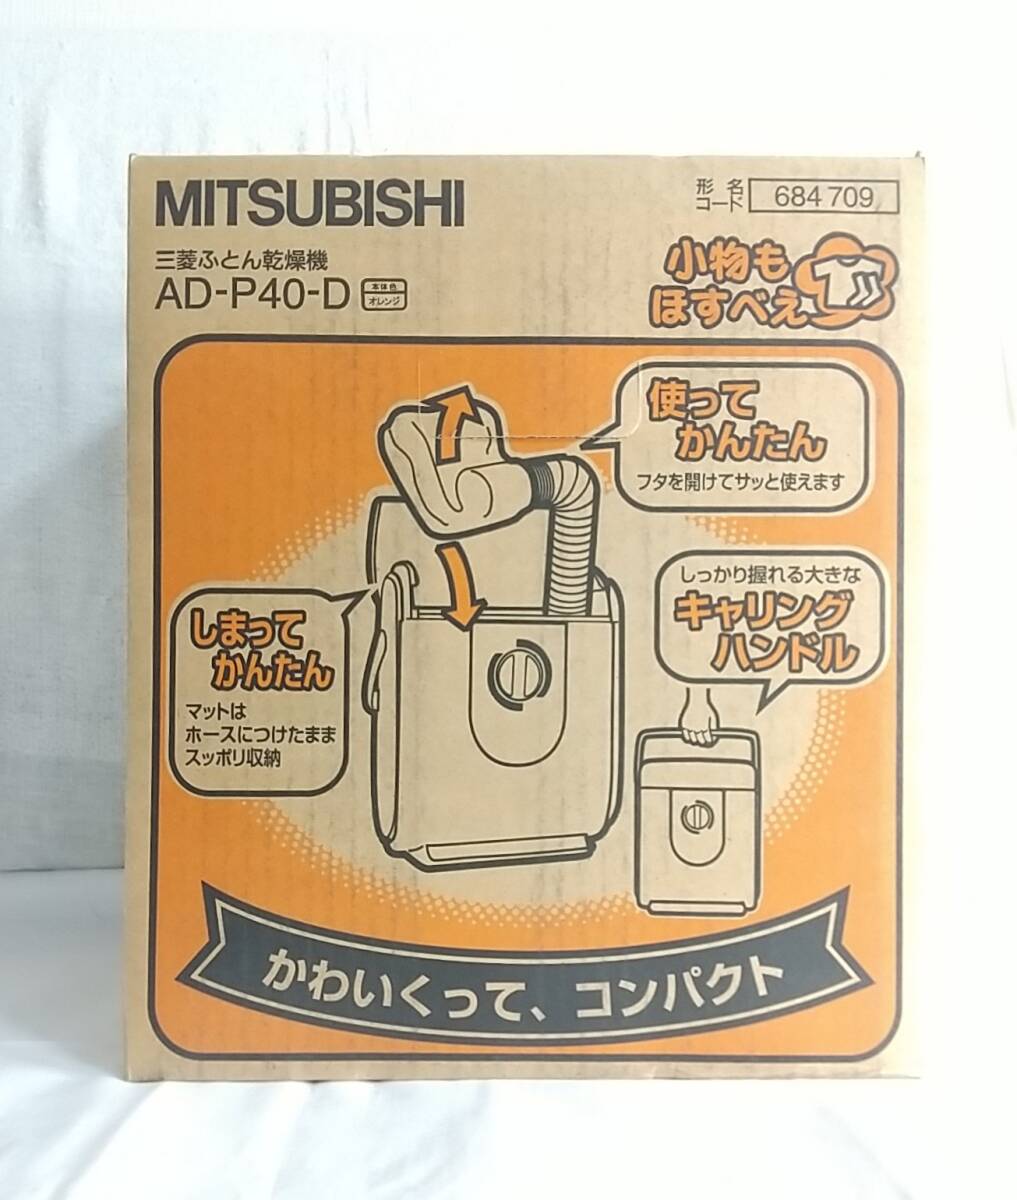 MITSUBISHI
形名
コード
684 709
三菱ふとん乾燥機
AD-P40-D
本体色
オレンジ
小物も
ほすべえ
使って
かんたん
フタを開けてサッと使えます
しっかり握れる大きな
キャリング
ハンドル
しまって
かんたん
マットは
ホースにつけたまま
スッポリ収納
かわいくって、コンパクト